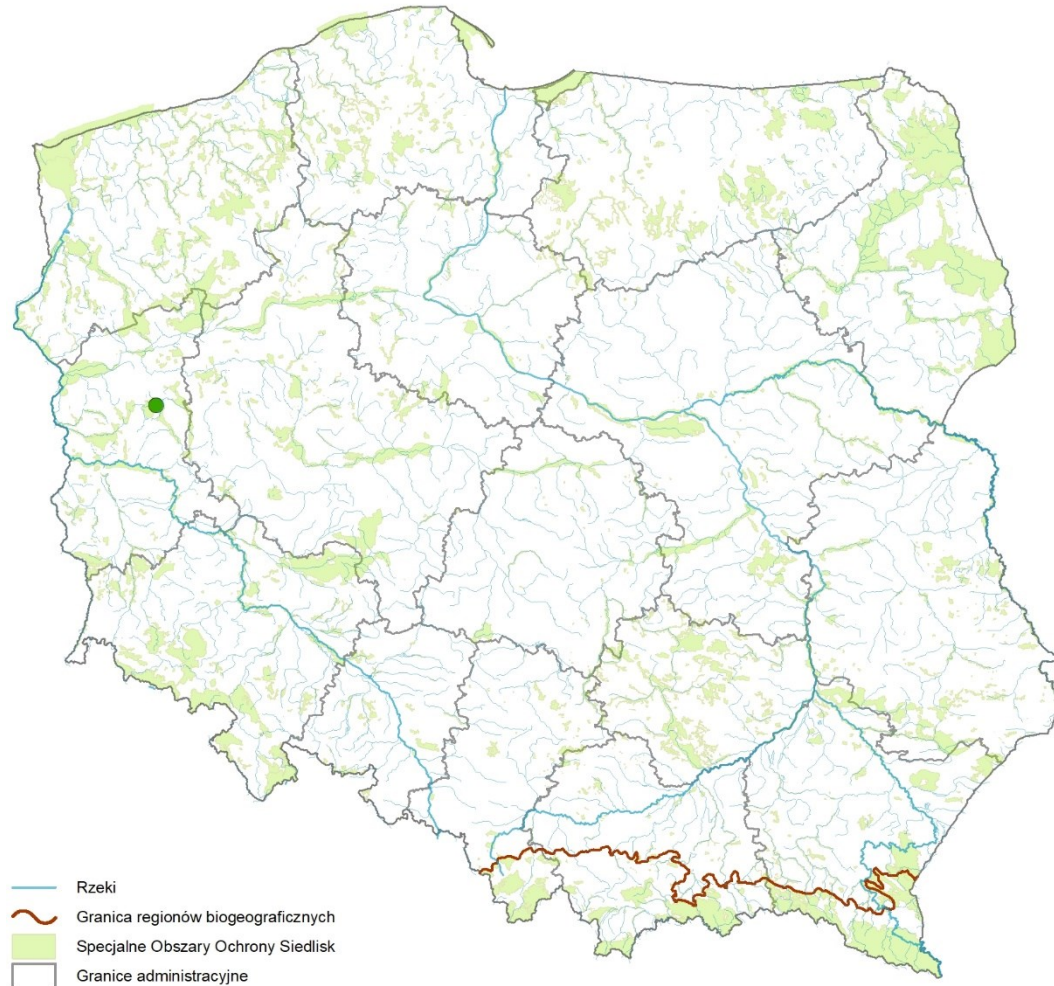 Rzeki
Granica regionów biogeograficznych
Specjalne Obszary Ochrony Siedlisk
Granice administracyjne